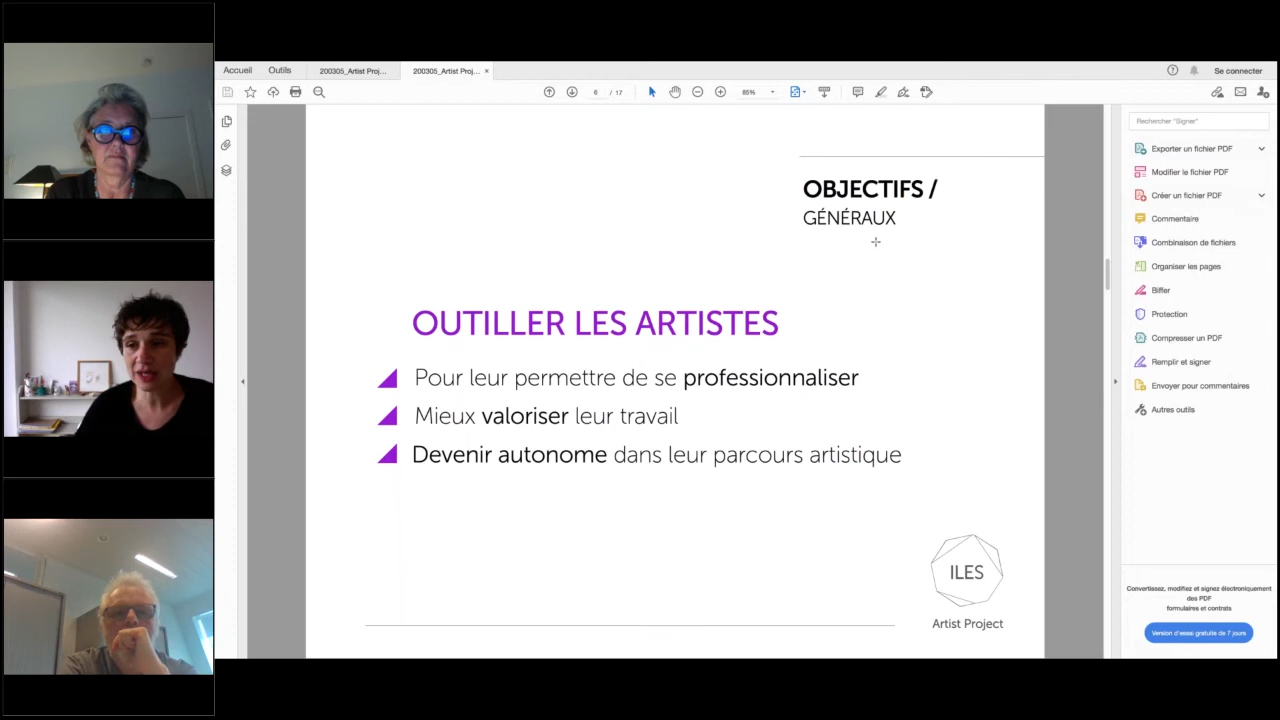 Accueil
Outils
200305_Artist Proj...
200305_Artist Proj... ×
Se connecter
6 / 17
85%
Rechercher "Signer"
Exporter un fichier PDF
Modifier le fichier PDF
Créer un fichier PDF
Commentaire
Combinaison de fichiers
Organiser les pages
Biffer
Protection
Compresser un PDF
Remplir et signer
Envoyer pour commentaires
Autres outils
Convertissez, modifiez et signez électroniquement
des PDF
formulaires et contrats
Version d'essai gratuite de 7 jours
OBJECTIFS /
GÉNÉRAUX
OUTILLER LES ARTISTES
Pour leur permettre de se professionnaliser
Mieux valoriser leur travail
Devenir autonome dans leur parcours artistique
ILES
Artist Project